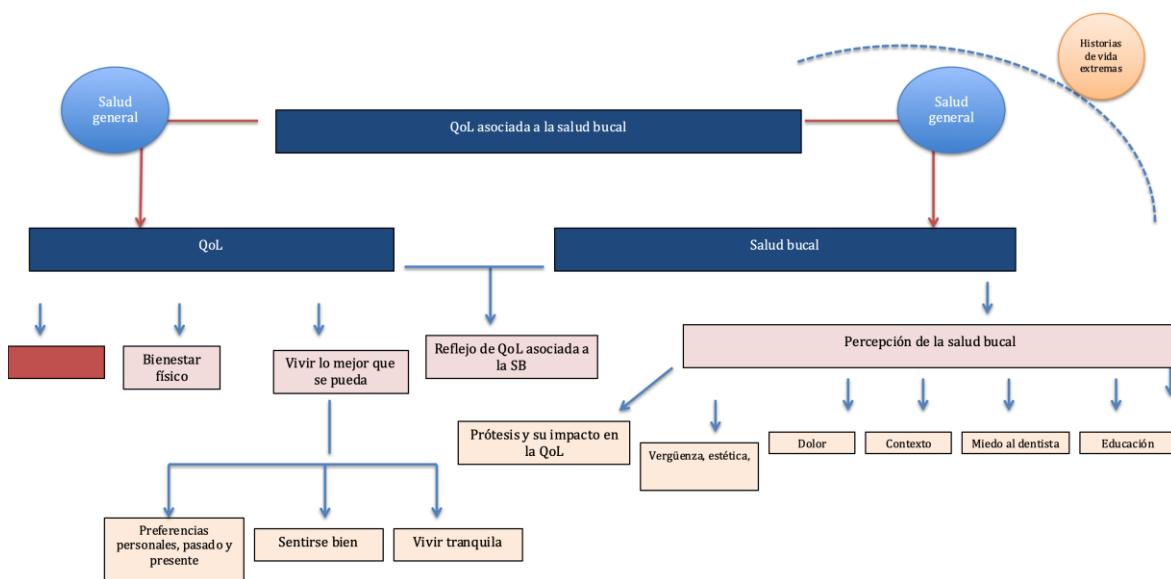 Historias
de vida
extremas
Salud
general
QoL asociada a la salud bucal
Salud
general
QoL
Salud bucal
Bienestar
físico
Vivir lo mejor que
se pueda
Reflejo de QoL asociada a
la SB
Percepción de la salud bucal
Prótesis y su impacto en
la QoL
Vergüenza, estética,
Dolor
Contexto
Miedo al dentista
Educación
Preferencias
personales, pasado y
presente
Sentirse bien
Vivir tranquila